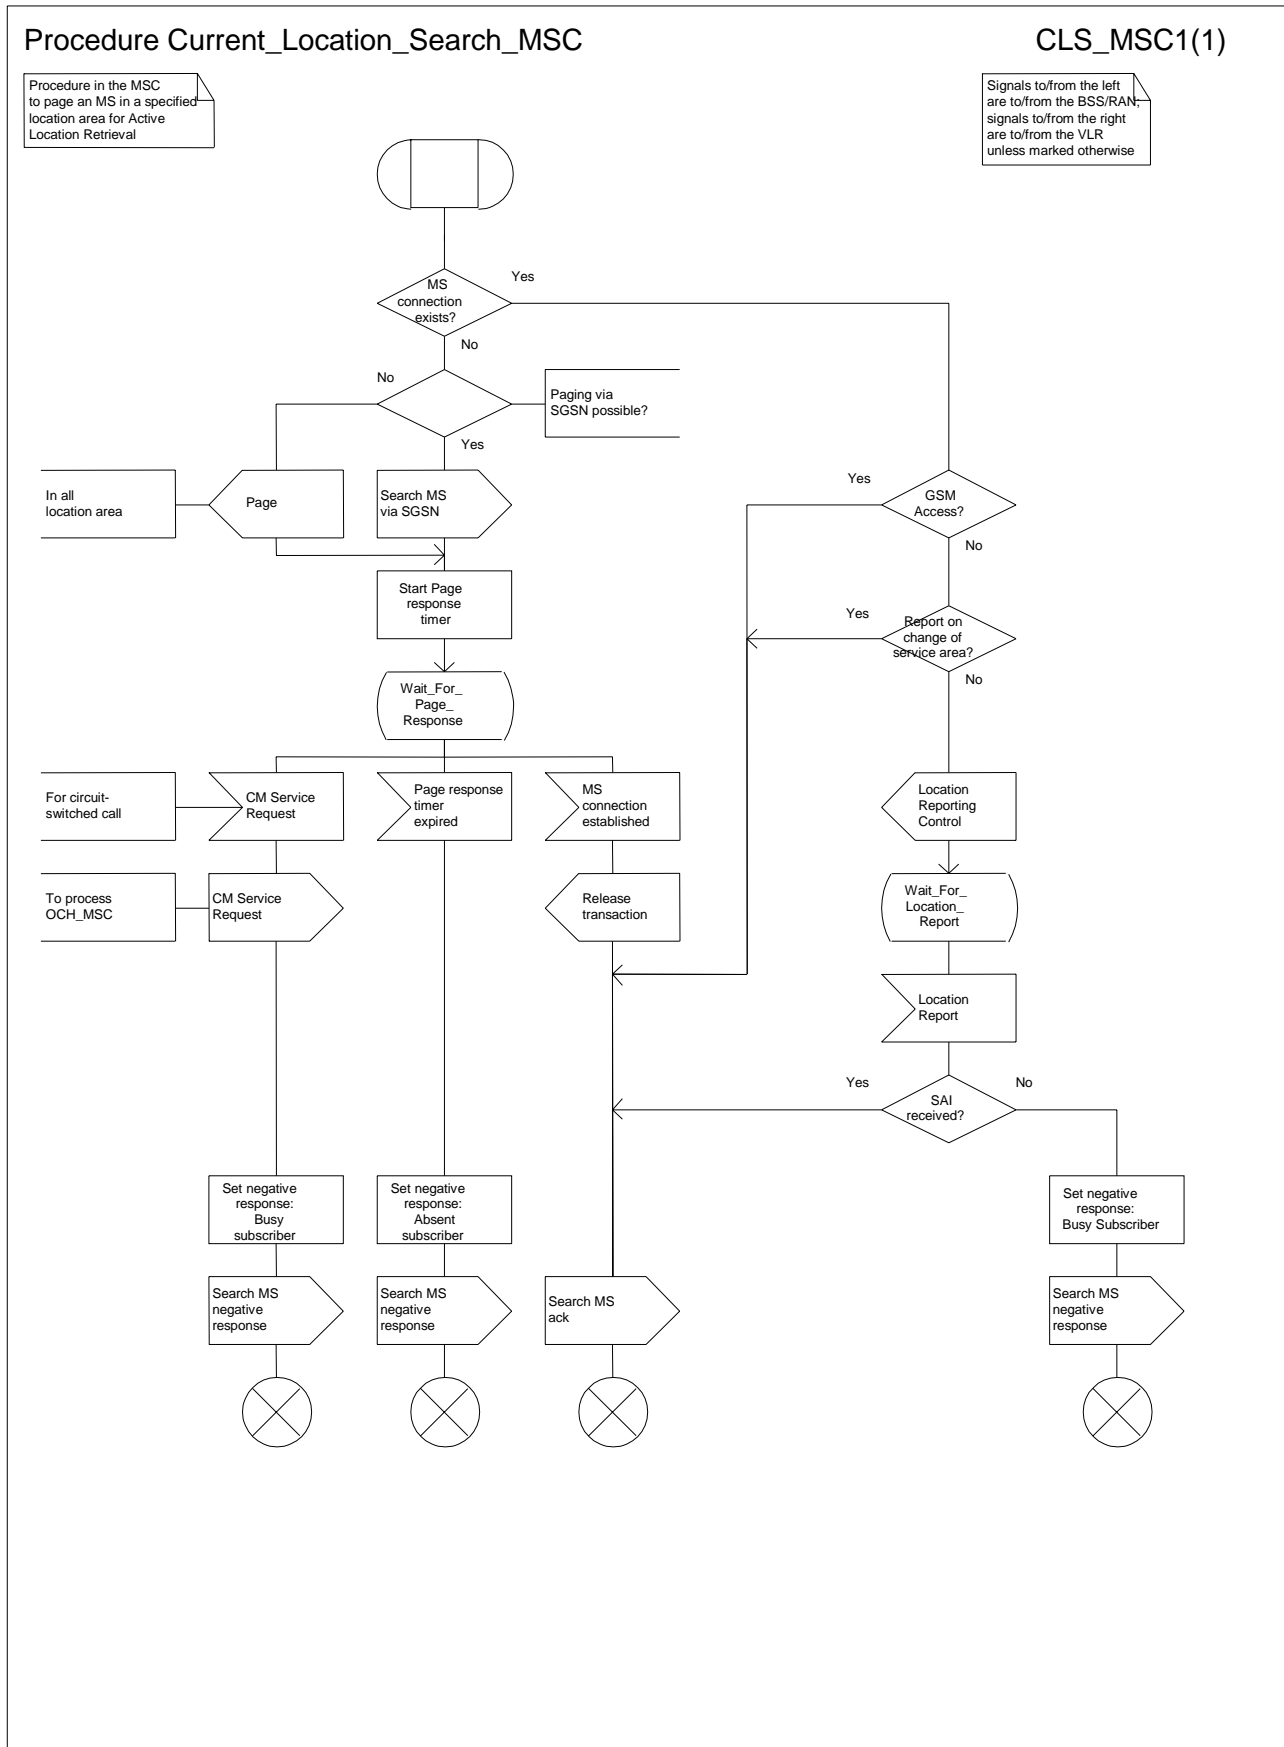 Procedure Current_Location_Search_MSC
CLS_MSC1(1)
Procedure in the MSC
to page an MS in a specified
location area for Active
Location Retrieval
Signals to/from the left
are to/from the BSS/RAN;
signals to/from the right
are to/from the VLR
unless marked otherwise
MS
connection
exists?
Yes
No
No
Paging via
SGSN possible?
Yes
In all
location area
Page
Search MS
via SGSN
Yes
GSM
Access?
No
Start Page
response
timer
Yes
Report on
change of
service area?
No
Wait_For_
Page_
Response
For circuit-
switched call
CM Service
Request
Page response
timer
expired
MS
connection
established
Location
Reporting
Control
To process
OCH_MSC
CM Service
Request
Release
transaction
Wait_For_
Location_
Report
Location
Report
Yes
SAI
received?
No
Set negative
response:
Busy
subscriber
Set negative
response:
Absent
subscriber
Set negative
response:
Busy Subscriber
Search MS
negative
response
Search MS
negative
response
Search MS
ack
Search MS
negative
response